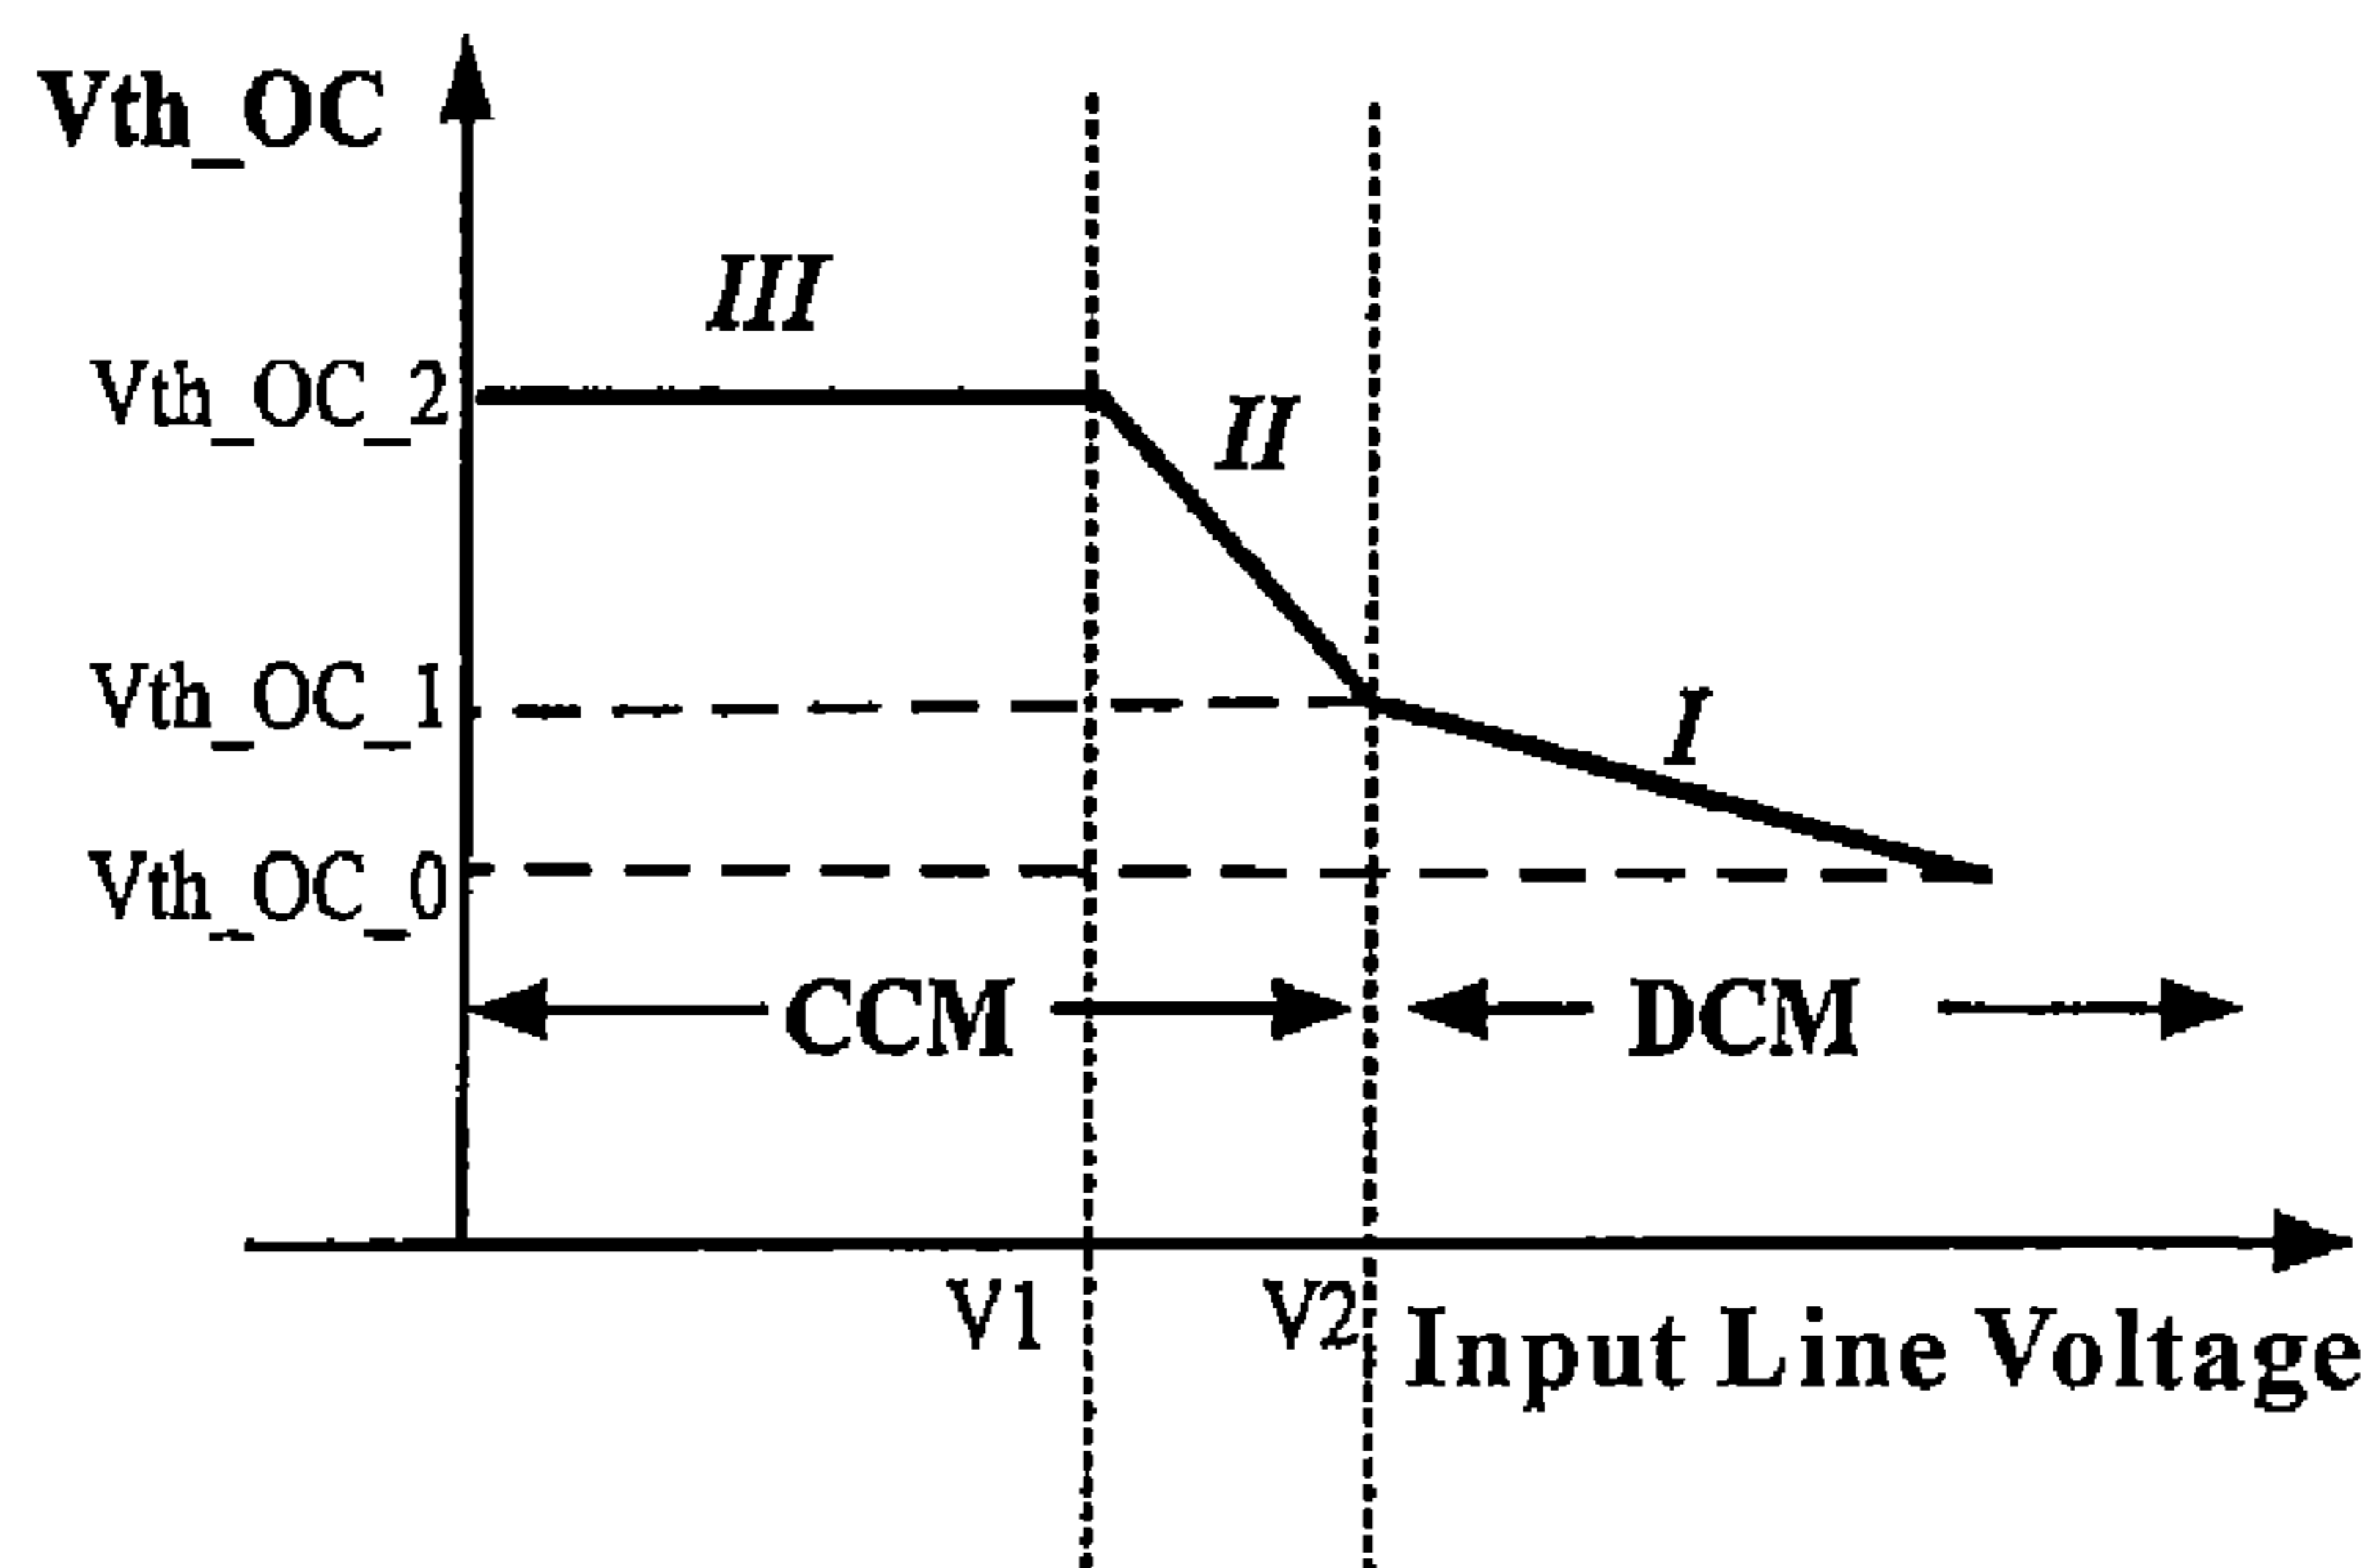 Vth_OC
III
Vth_OC_2
II
Vth_OC_1
I
Vth_OC_0
CCM
DCM
V1
V2
Input Line Voltage